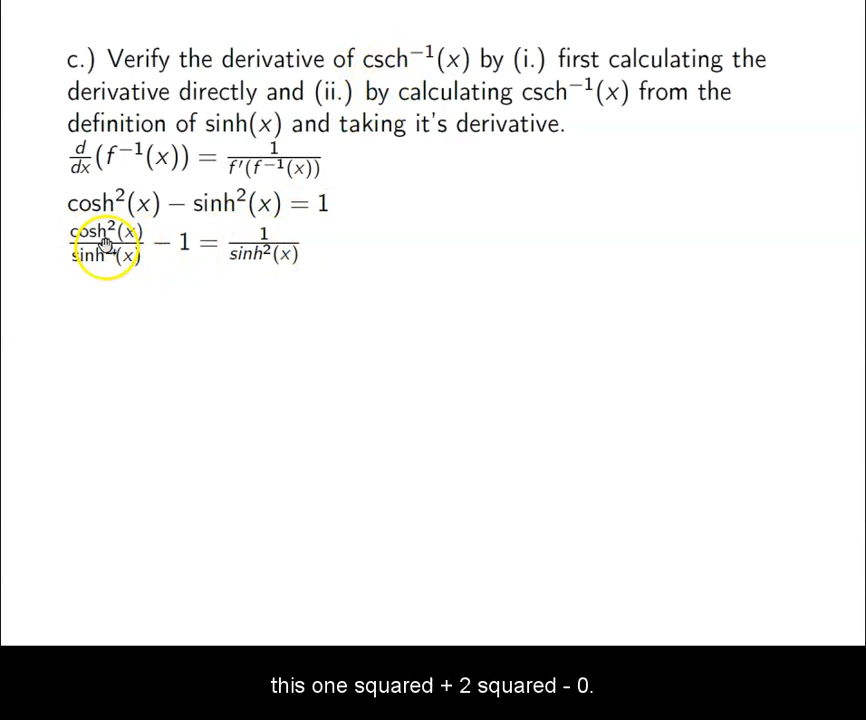 c.) Verify the derivative of csch⁻¹(x) by (i.) first calculating the
derivative directly and (ii.) by calculating csch⁻¹(x) from the
definition of sinh(x) and taking it's derivative.
d/dx (f⁻¹(x)) = 1/f′(f⁻¹(x))
cosh²(x) − sinh²(x) = 1
cosh²(x)/sinh²(x) − 1 = 1/sinh²(x)
this one squared + 2 squared - 0.